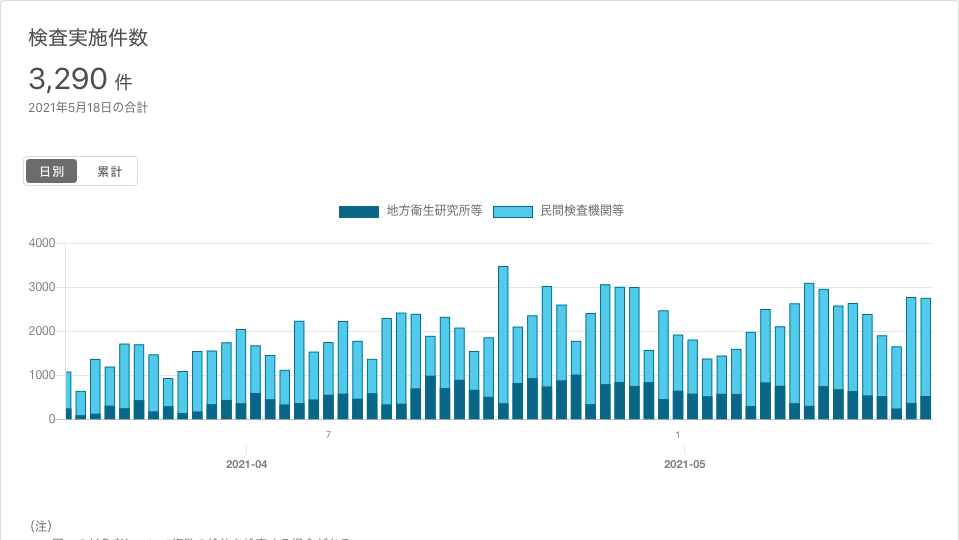 検査実施件数
3,290 件
2021年5月18日の合計
日別 累計
地方衛生研究所等 民間検査機関等
4000
3000
2000
1000
0
7 1
2021-04 2021-05
（注）